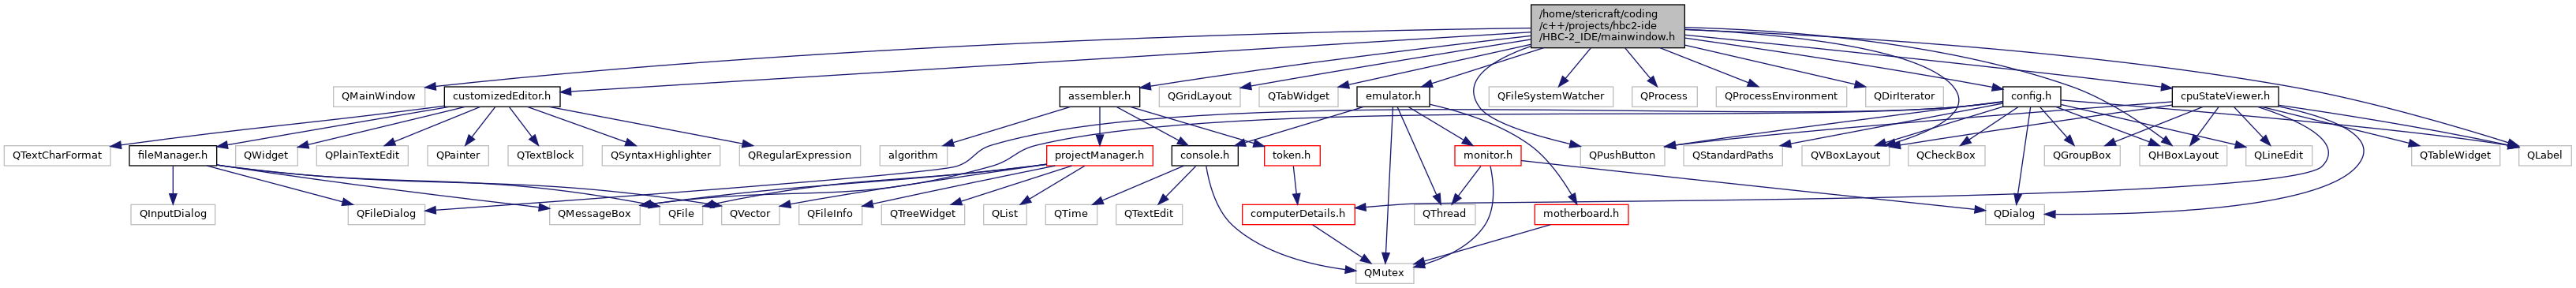 /home/stericraft/coding
/c++/projects/hbc2-ide
/HBC-2_IDE/mainwindow.h
QMainWindow
customizedEditor.h
assembler.h
QGridLayout
QTabWidget
emulator.h
QFileSystemWatcher
QProcess
QProcessEnvironment
QDirIterator
config.h
cpuStateViewer.h
QTextCharFormat
fileManager.h
QWidget
QPlainTextEdit
QPainter
QTextBlock
QSyntaxHighlighter
QRegularExpression
algorithm
projectManager.h
console.h
token.h
monitor.h
QPushButton
QStandardPaths
QVBoxLayout
QCheckBox
QGroupBox
QHBoxLayout
QLineEdit
QTableWidget
QLabel
QInputDialog
QFileDialog
QMessageBox
QFile
QVector
QFileInfo
QTreeWidget
QList
QTime
QTextEdit
computerDetails.h
QThread
motherboard.h
QDialog
QMutex